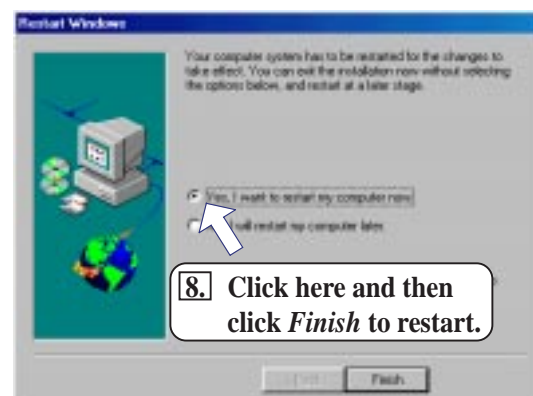 Restart Windows
Your computer system has to be restarted for the changes to
take effect. You can exit the installation now without selecting
the options below, and restart at a later stage.
Yes, I want to restart my computer now.
I will restart my computer later.
8. Click here and then
click Finish to restart.
Finish